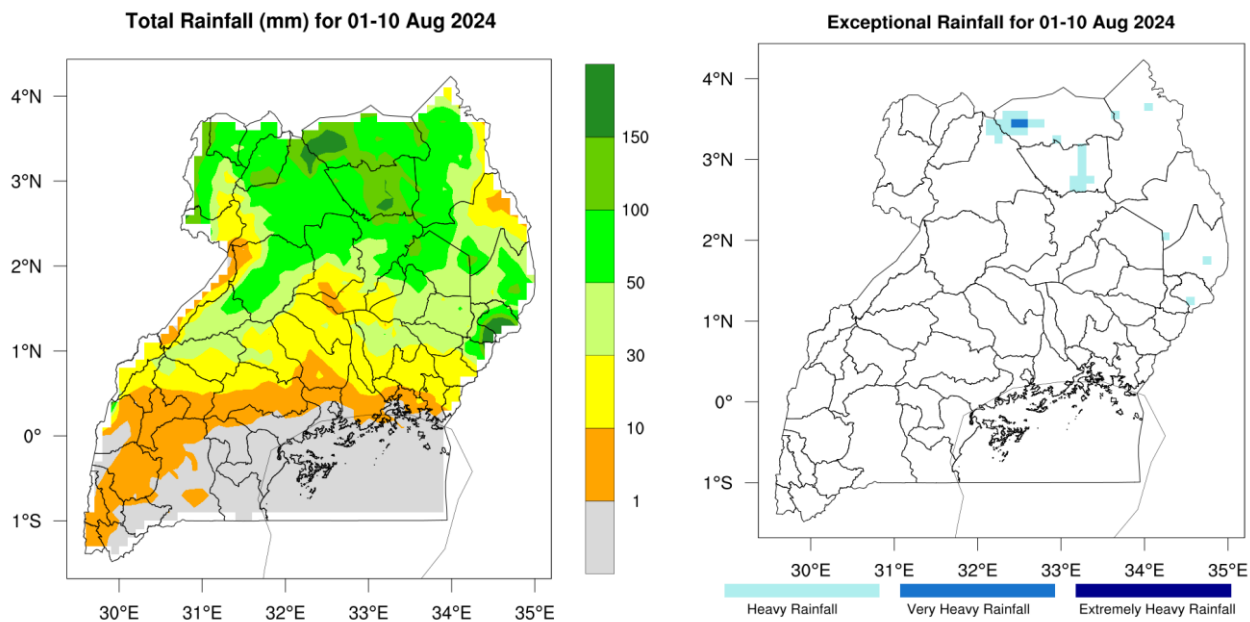 Total Rainfall (mm) for 01-10 Aug 2024
4°N
3°N
2°N
1°N
0°
1°S
30°E 31°E 32°E 33°E 34°E 35°E
150
100
50
30
10
1
Exceptional Rainfall for 01-10 Aug 2024
4°N
3°N
2°N
1°N
0°
1°S
30°E 31°E 32°E 33°E 34°E 35°E
Heavy Rainfall Very Heavy Rainfall Extremely Heavy Rainfall